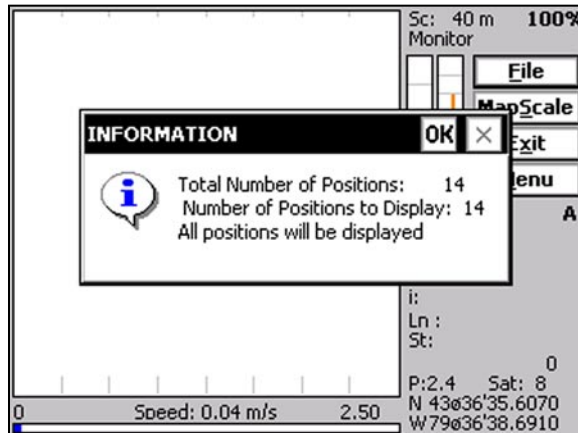 Sc: 40 m 100%
Monitor
File
MapScale
Exit
Menu
INFORMATION OK
Total Number of Positions: 14
Number of Positions to Display: 14
All positions will be displayed
A
i:
Ln :
St:
0
P:2.4 Sat: 8
N 43ø36'35.6070
W79ø36'38.6910
0 Speed: 0.04 m/s 2.50